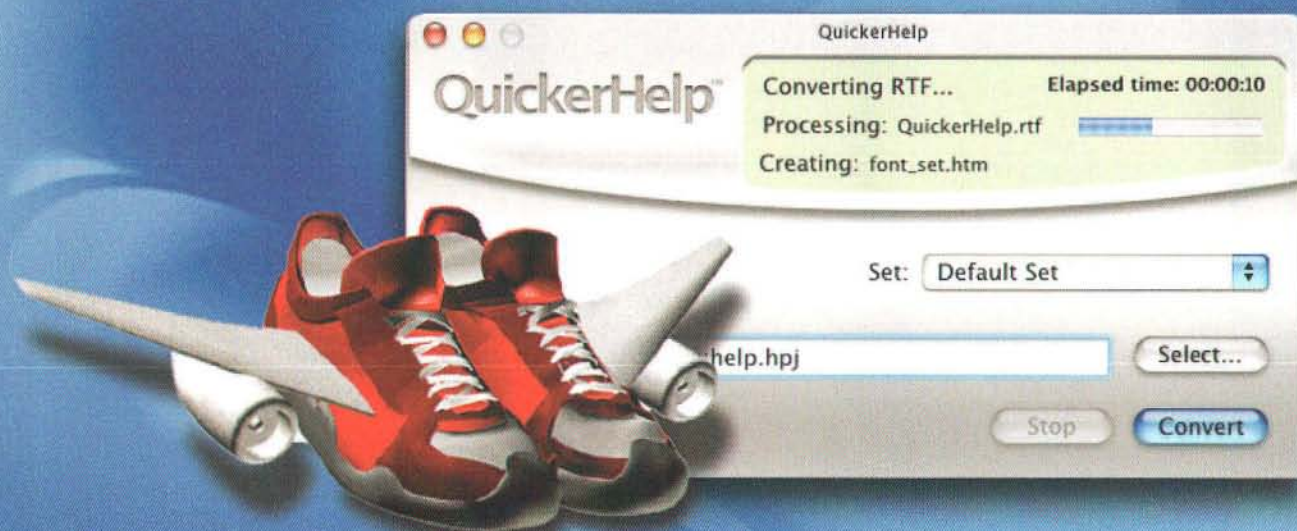 QuickerHelp
QuickerHelp™
Converting RTF... Elapsed time: 00:00:10
Processing: QuickerHelp.rtf
Creating: font_set.htm
Set: Default Set
help.hpj Select...
Stop Convert